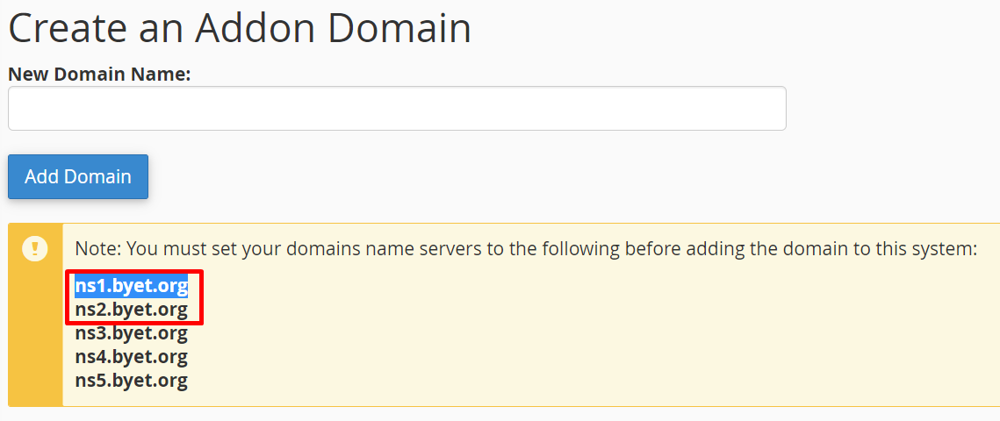 Create an Addon Domain
New Domain Name:
Add Domain
Note: You must set your domains name servers to the following before adding the domain to this system:
ns1.byet.org
ns2.byet.org
ns3.byet.org
ns4.byet.org
ns5.byet.org